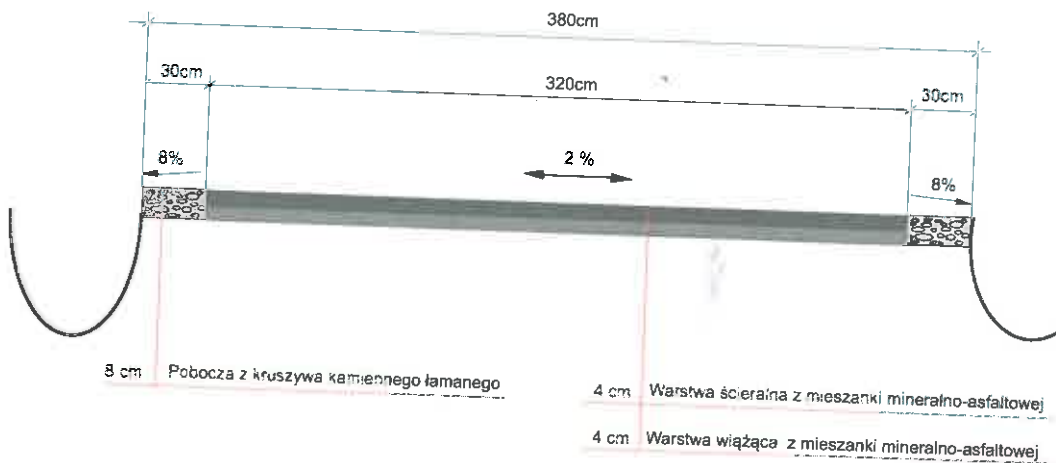 380cm
30cm
320cm
30cm
8%
2 %
8%
8 cm Pobocza z kruszywa kamiennego łamanego
4 cm Warstwa ścieralna z mieszanki mineralno-asfaltowej
4 cm Warstwa wiążąca z mieszanki mineralno-asfaltowej